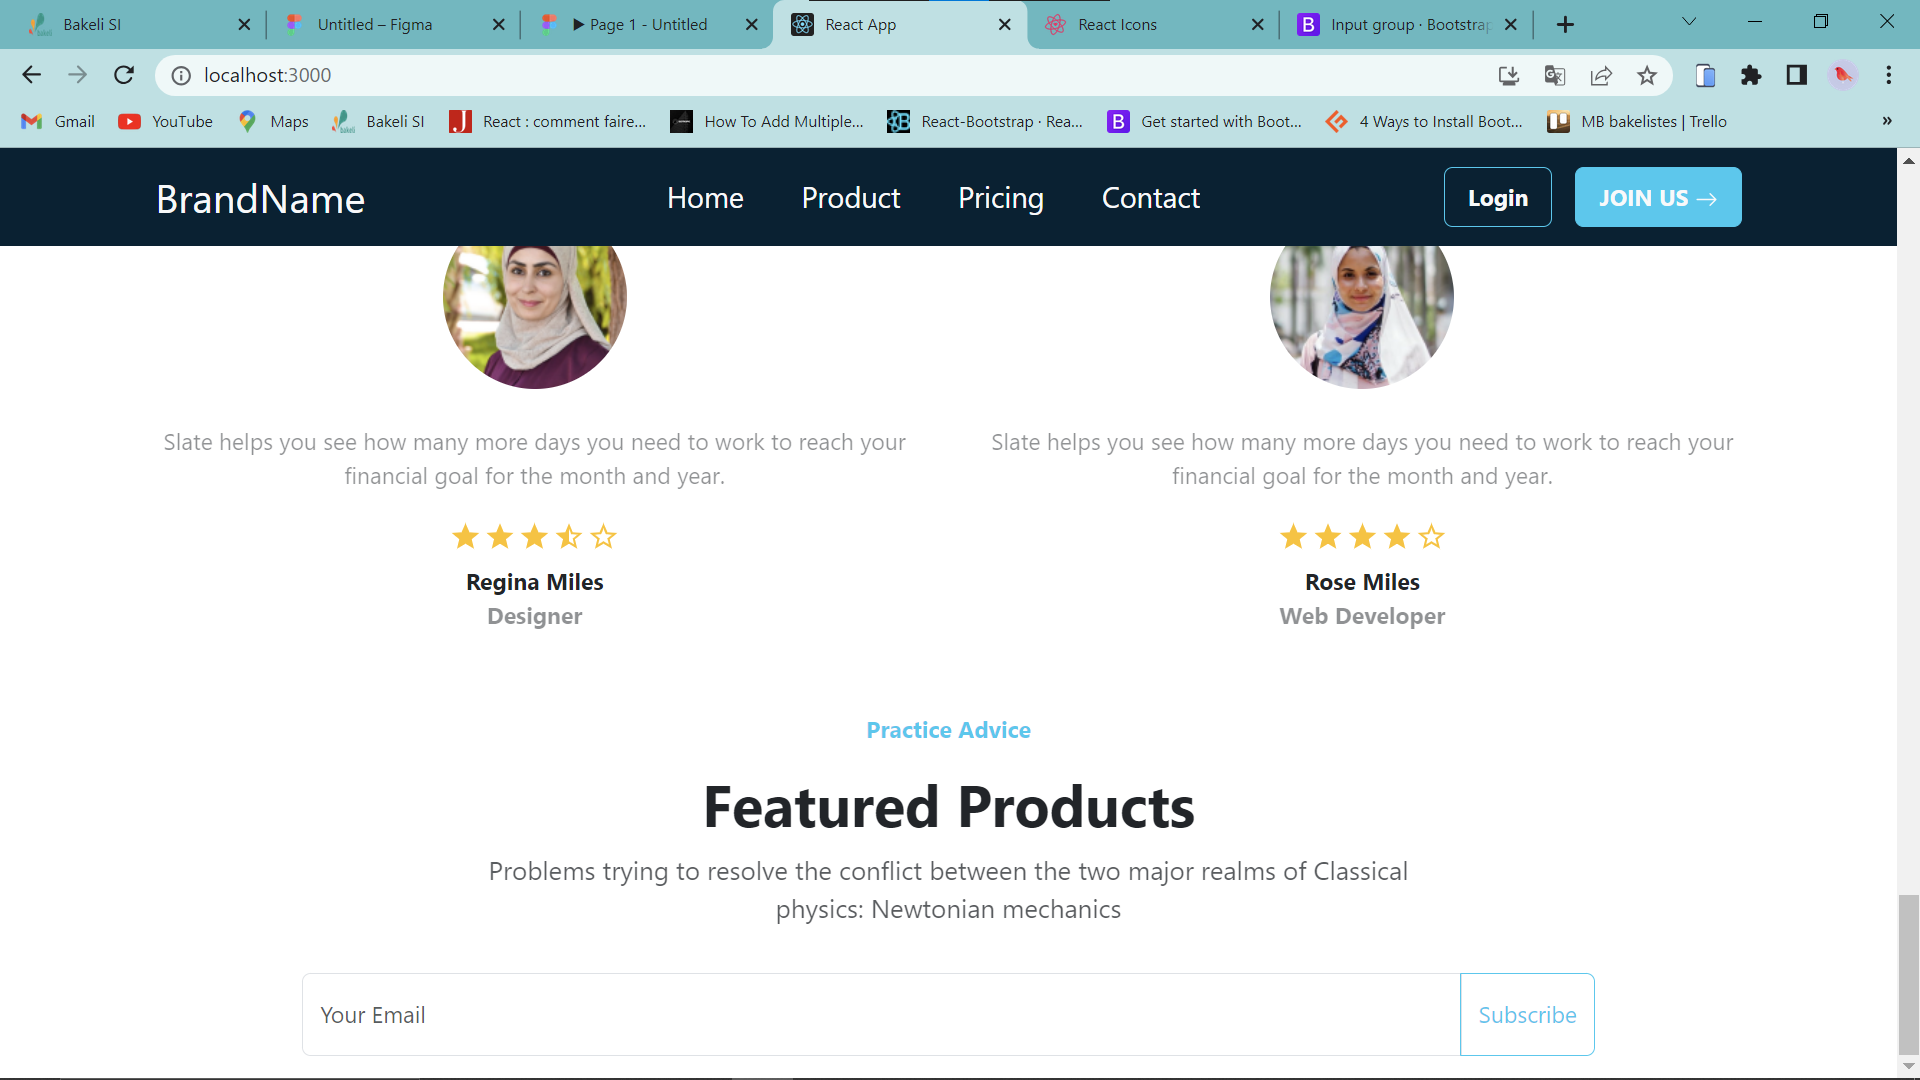 Bakeli SI
Untitled – Figma
Page 1 - Untitled
React App
React Icons
Input group · Bootstrap
localhost:3000
Gmail
YouTube
Maps
Bakeli SI
React : comment faire...
How To Add Multiple...
React-Bootstrap · Rea...
Get started with Boot...
4 Ways to Install Boot...
MB bakelistes | Trello
»
BrandName
Home
Product
Pricing
Contact
Login
JOIN US →
Slate helps you see how many more days you need to work to reach your
financial goal for the month and year.
Regina Miles
Designer
Slate helps you see how many more days you need to work to reach your
financial goal for the month and year.
Rose Miles
Web Developer
Practice Advice
Featured Products
Problems trying to resolve the conflict between the two major realms of Classical
physics: Newtonian mechanics
Your Email
Subscribe